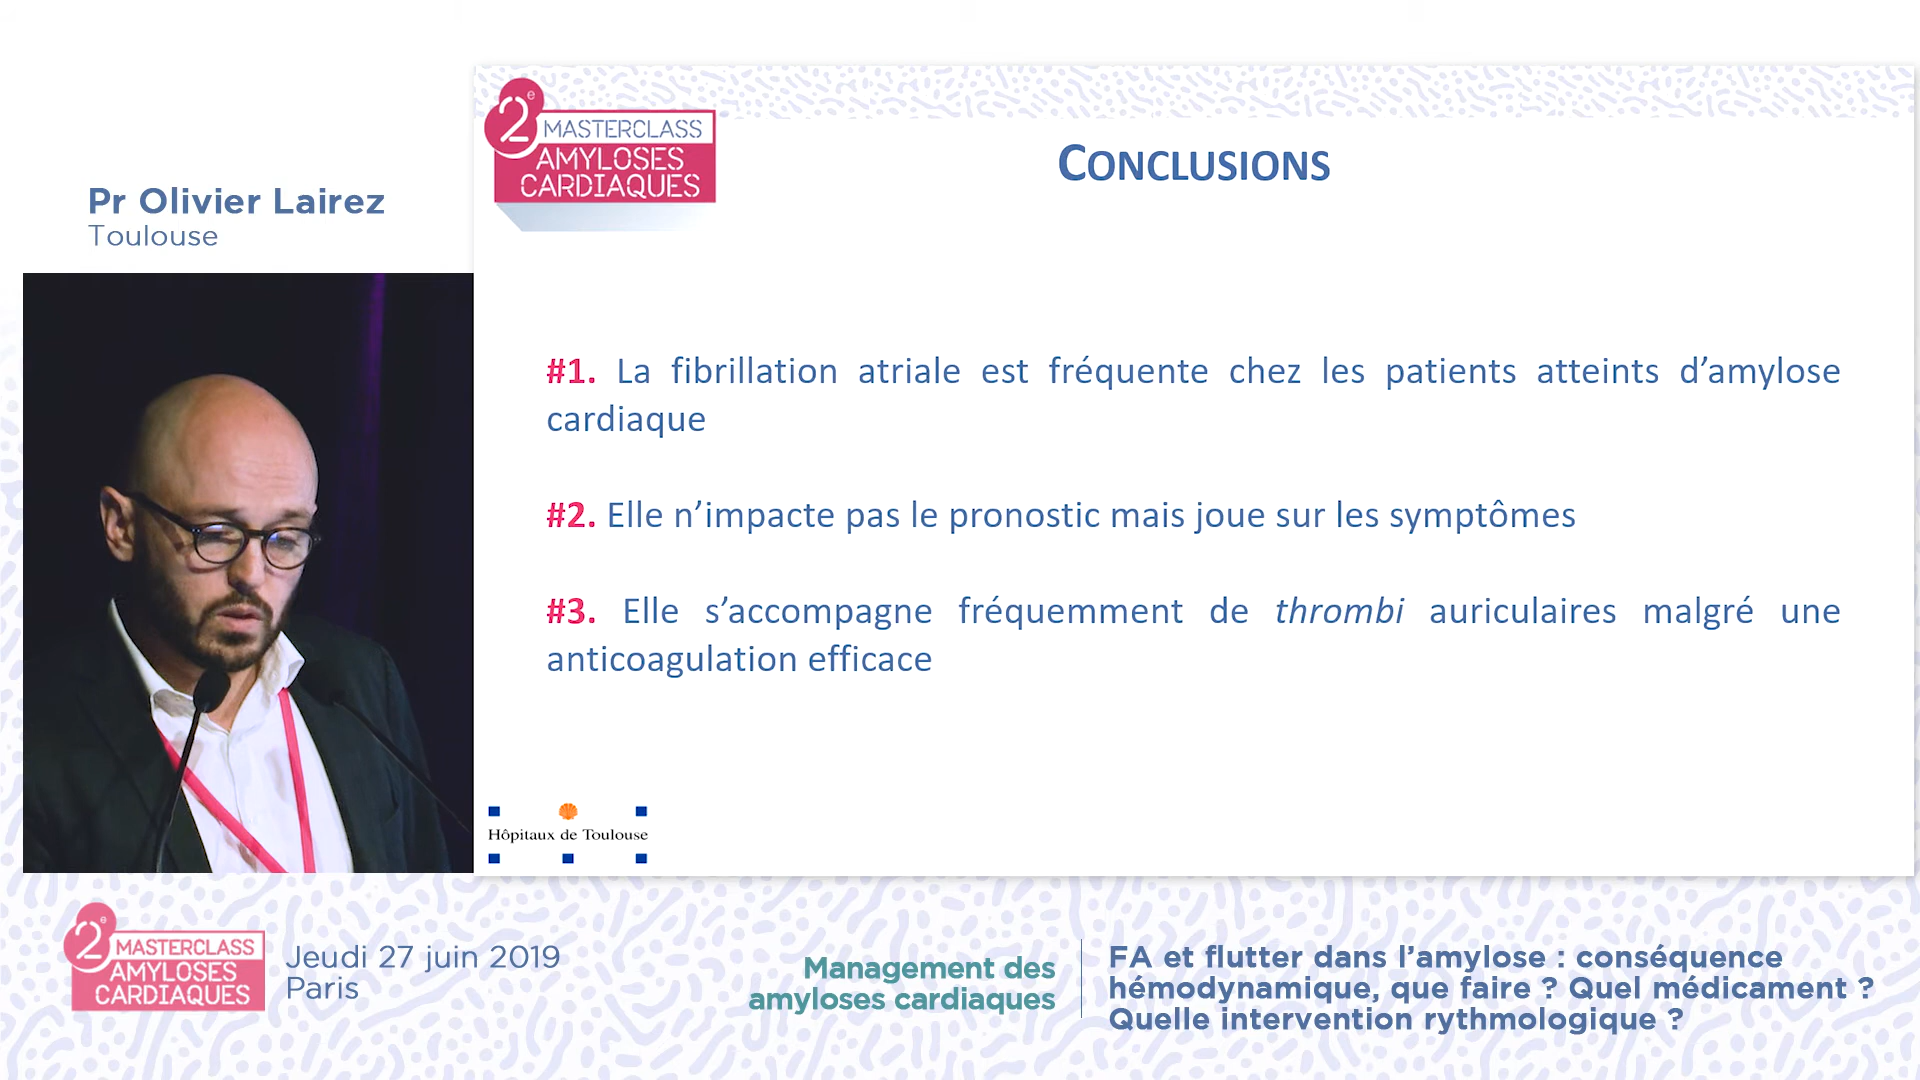 Pr Olivier Lairez
Toulouse
2e
MASTERCLASS
AMYLOSES
CARDIAQUES
CONCLUSIONS
#1. La fibrillation atriale est fréquente chez les patients atteints d’amylose
cardiaque
#2. Elle n’impacte pas le pronostic mais joue sur les symptômes
#3. Elle s’accompagne fréquemment de thrombi auriculaires malgré une
anticoagulation efficace
Hôpitaux de Toulouse
2e
MASTERCLASS
AMYLOSES
CARDIAQUES
Jeudi 27 juin 2019
Paris
Management des
amyloses cardiaques
FA et flutter dans l’amylose : conséquence
hémodynamique, que faire ? Quel médicament ?
Quelle intervention rythmologique ?